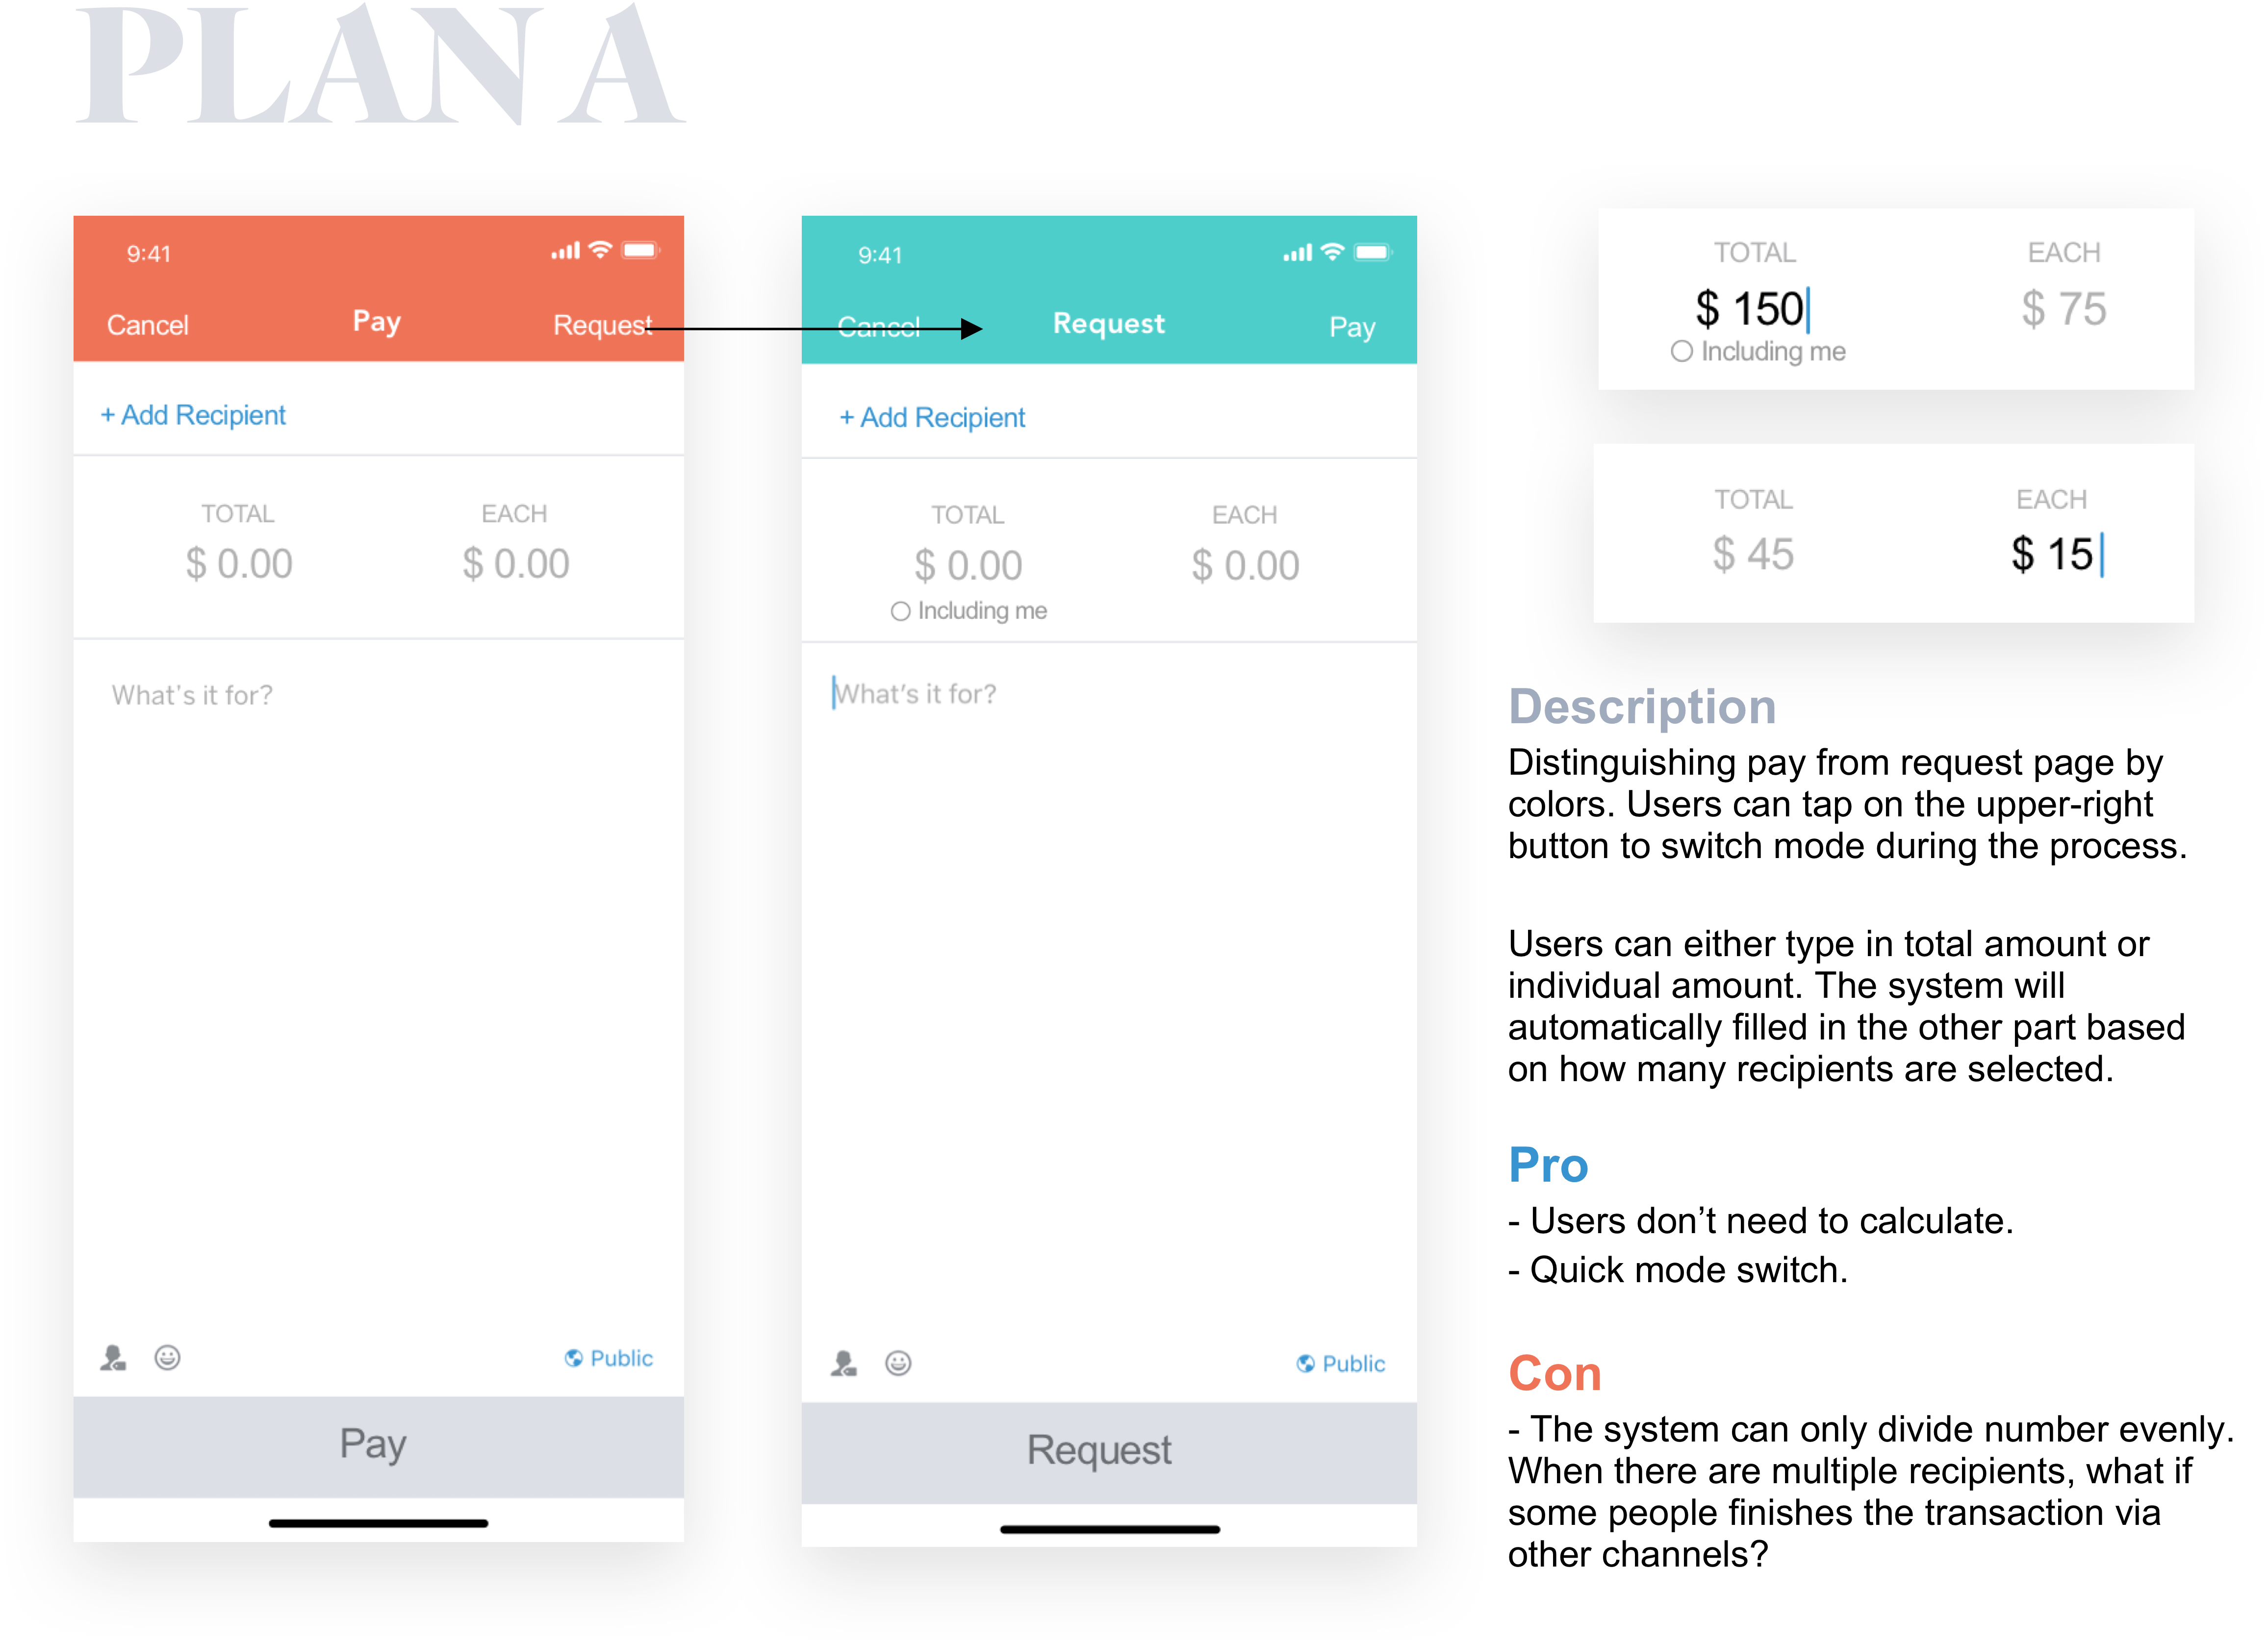 PLAN A
9:41
Cancel Pay Request
+ Add Recipient
TOTAL EACH
$ 0.00 $ 0.00
What's it for?
Public
Pay
9:41
Cancel Request Pay
+ Add Recipient
TOTAL EACH
$ 0.00 $ 0.00
Including me
What's it for?
Public
Request
TOTAL EACH
$ 150 $ 75
Including me
TOTAL EACH
$ 45 $ 15
Description
Distinguishing pay from request page by
colors. Users can tap on the upper-right
button to switch mode during the process.
Users can either type in total amount or
individual amount. The system will
automatically filled in the other part based
on how many recipients are selected.
Pro
- Users don’t need to calculate.
- Quick mode switch.
Con
- The system can only divide number evenly.
When there are multiple recipients, what if
some people finishes the transaction via
other channels?